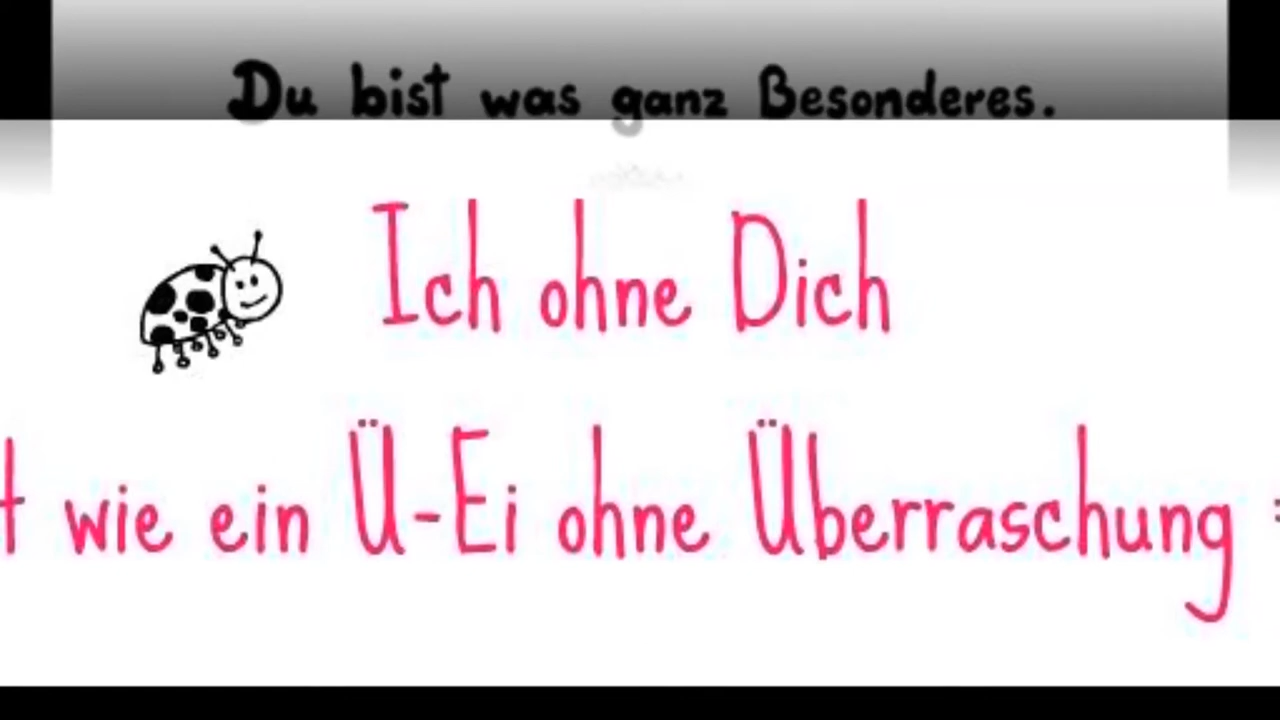 Du bist was ganz Besonderes.
Ich ohne Dich
t wie ein Ü-Ei ohne Überraschung